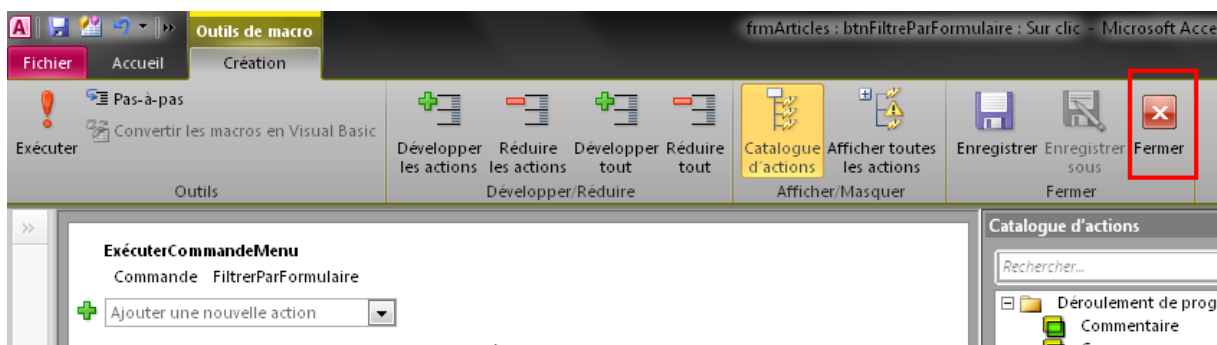 A
Outils de macro
frmArticles : btnFiltreParFormulaire : Sur clic - Microsoft Acce
Fichier Accueil Création
Pas-à-pas
Convertir les macros en Visual Basic
Exécuter
Développer les actions
Réduire les actions
Développer tout
Réduire tout
Catalogue d'actions
Afficher toutes les actions
Enregistrer
Enregistrer sous
Fermer
Outils
Développer/Réduire
Afficher/Masquer
Fermer
ExécuterCommandeMenu
Commande FiltrerParFormulaire
Ajouter une nouvelle action
Catalogue d'actions
Rechercher...
Déroulement de prog
Commentaire